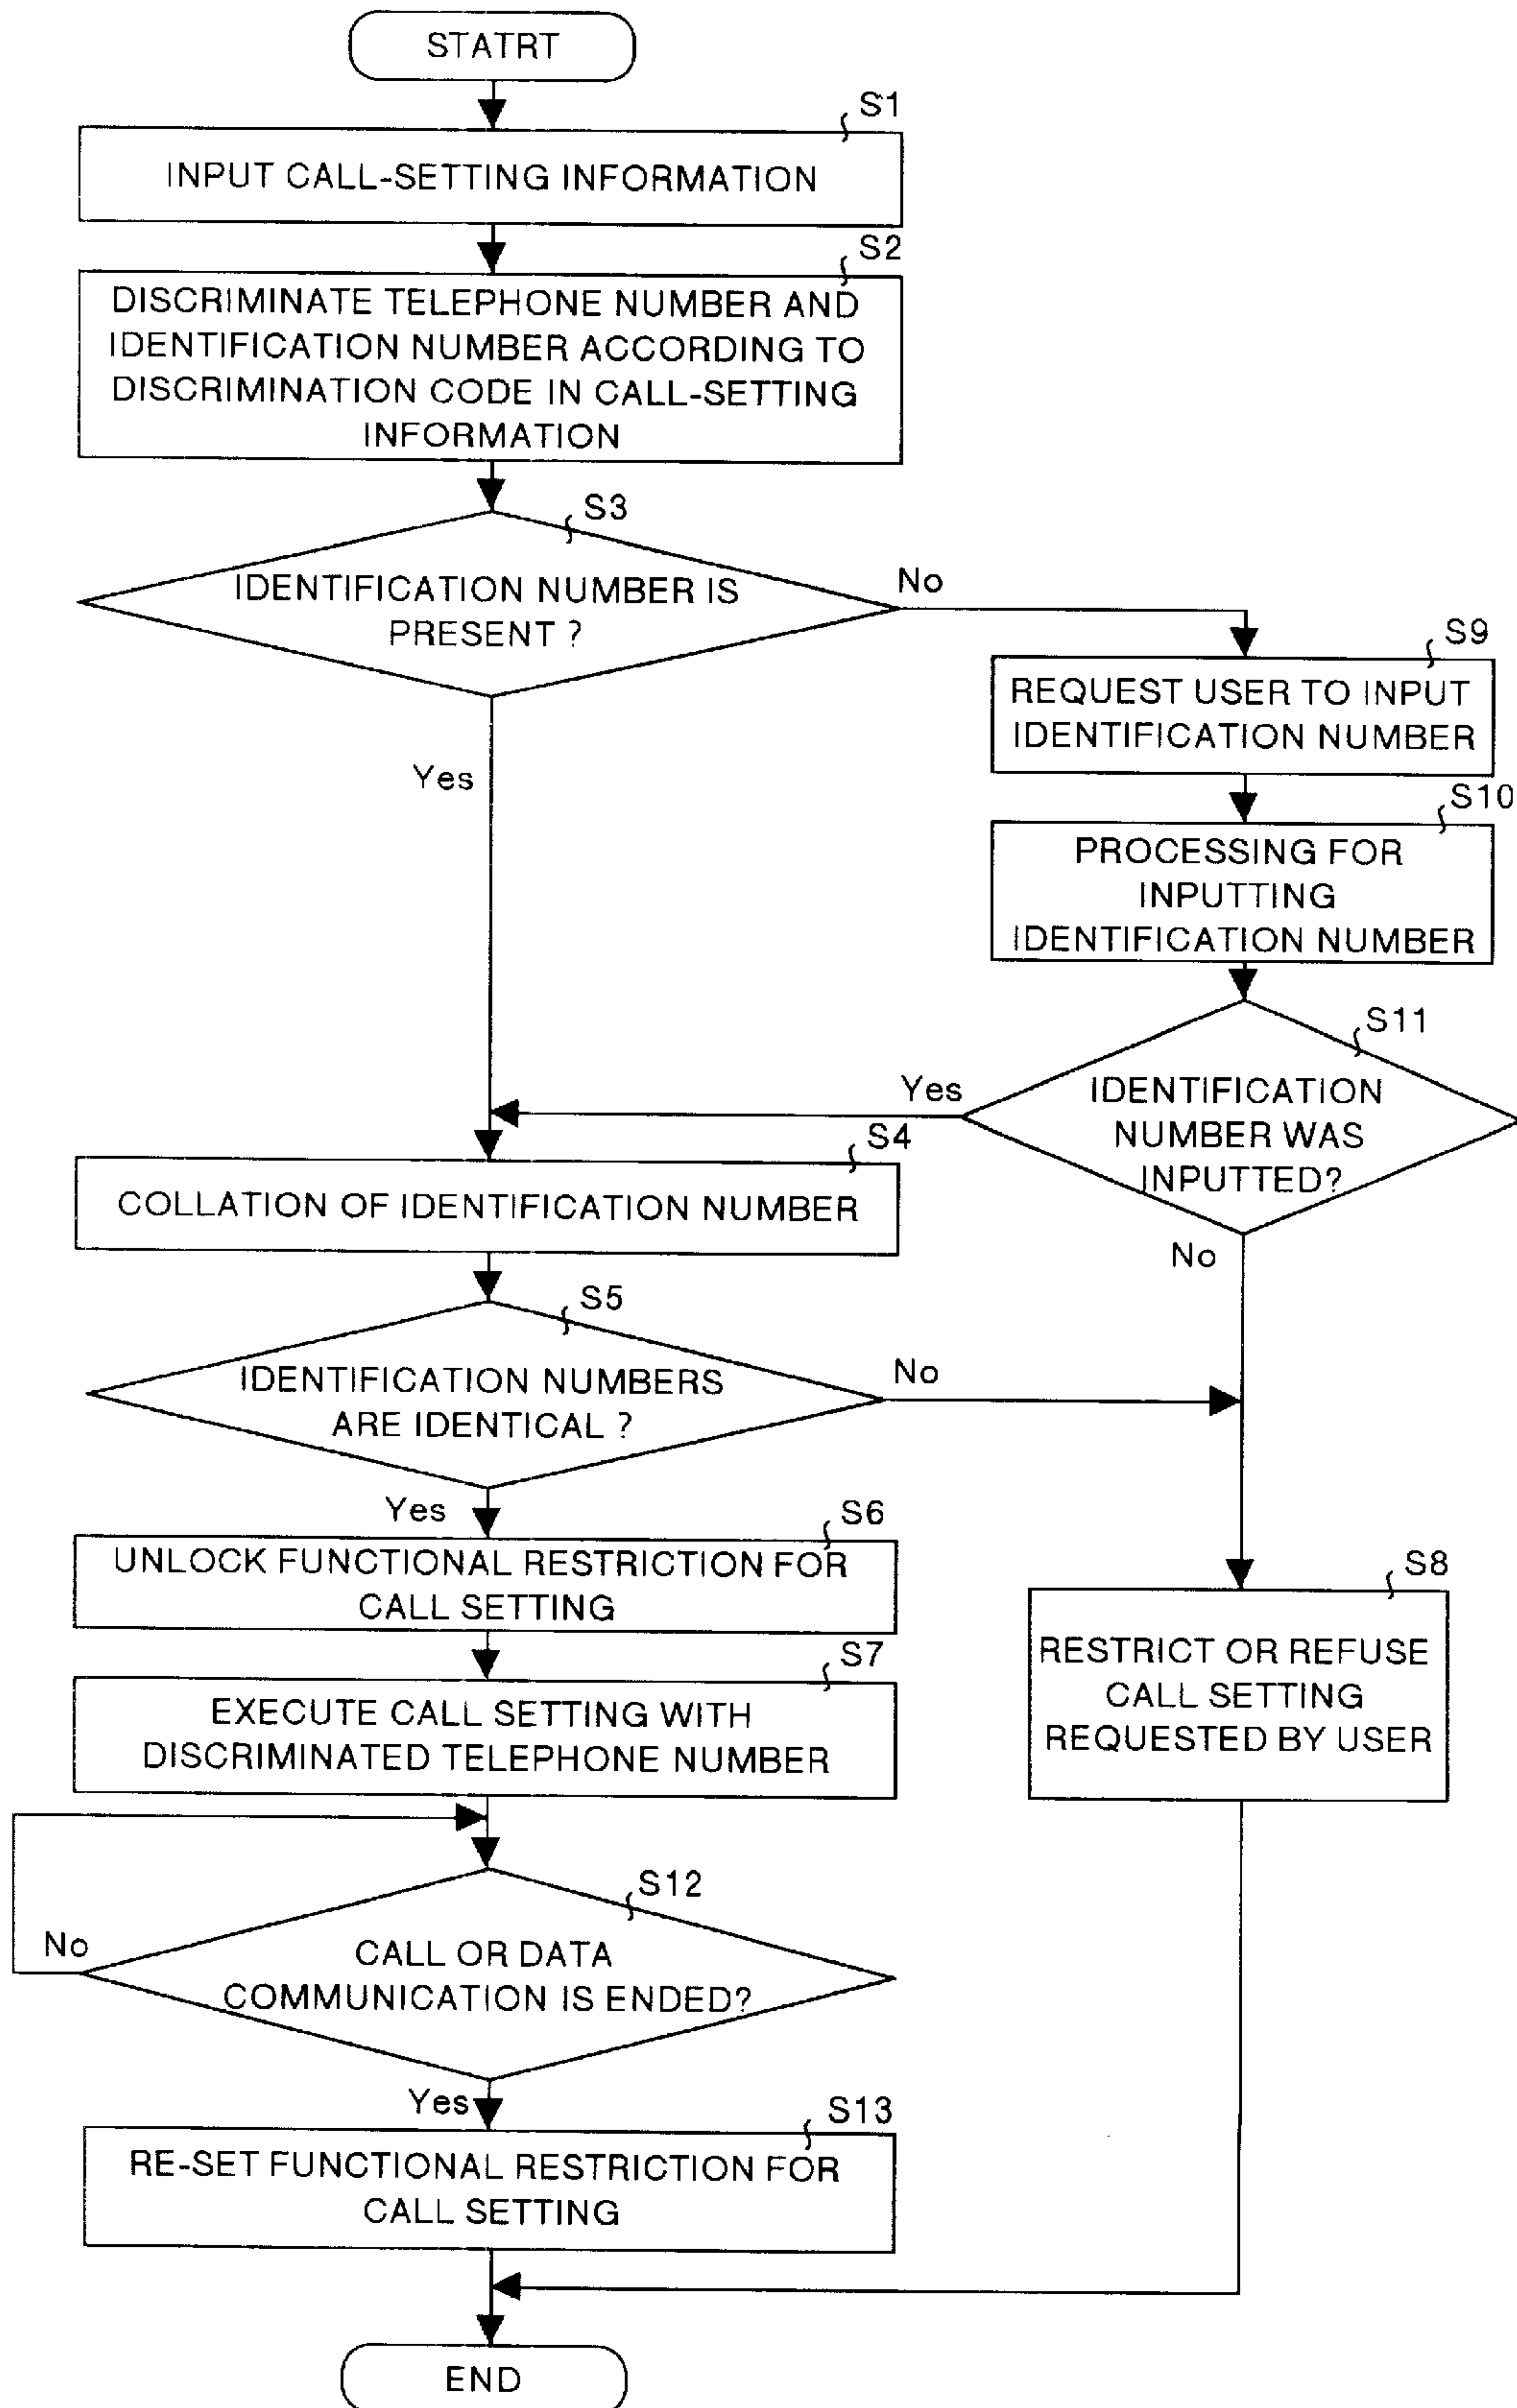 STATRT
S1
INPUT CALL-SETTING INFORMATION
S2
DISCRIMINATE TELEPHONE NUMBER AND
IDENTIFICATION NUMBER ACCORDING TO
DISCRIMINATION CODE IN CALL-SETTING
INFORMATION
S3
IDENTIFICATION NUMBER IS
PRESENT ?
No
Yes
S9
REQUEST USER TO INPUT
IDENTIFICATION NUMBER
S10
PROCESSING FOR
INPUTTING
IDENTIFICATION NUMBER
S11
IDENTIFICATION
NUMBER WAS
INPUTTED?
Yes
No
S4
COLLATION OF IDENTIFICATION NUMBER
S5
IDENTIFICATION NUMBERS
ARE IDENTICAL ?
No
Yes
S6
UNLOCK FUNCTIONAL RESTRICTION FOR
CALL SETTING
S7
EXECUTE CALL SETTING WITH
DISCRIMINATED TELEPHONE NUMBER
S8
RESTRICT OR REFUSE
CALL SETTING
REQUESTED BY USER
S12
CALL OR DATA
COMMUNICATION IS ENDED?
No
Yes
S13
RE-SET FUNCTIONAL RESTRICTION FOR
CALL SETTING
END